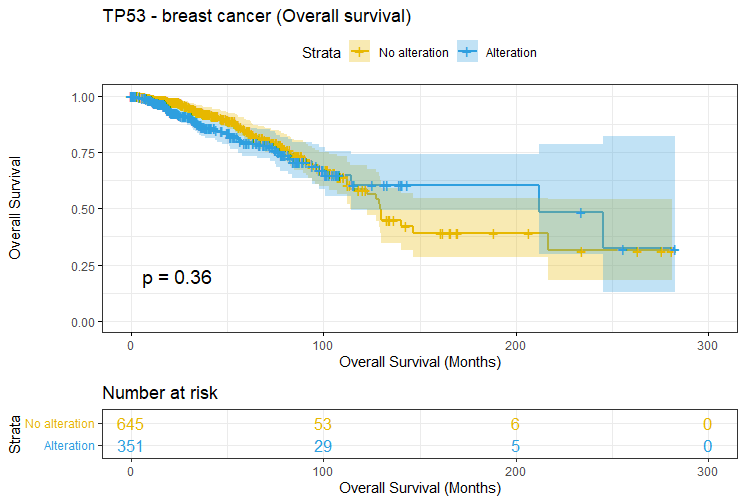 TP53 - breast cancer (Overall survival)
Strata No alteration Alteration
Overall Survival
1.00
0.75
0.50
0.25
0.00
p = 0.36
0 100 200 300
Overall Survival (Months)
Number at risk
Strata
No alteration 645 53 6 0
Alteration 351 29 5 0
0 100 200 300
Overall Survival (Months)